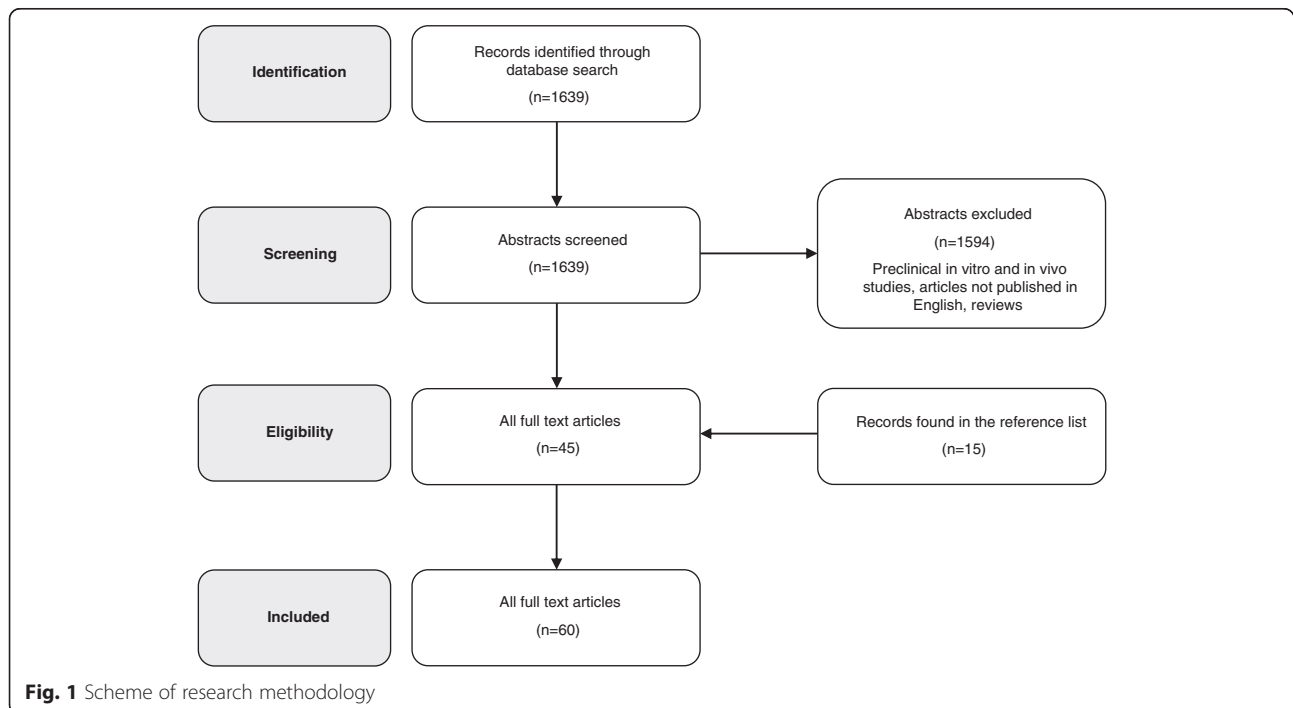 Identification
Records identified through
database search
(n=1639)
Screening
Abstracts screened
(n=1639)
Abstracts excluded
(n=1594)
Preclinical in vitro and in vivo
studies, articles not published in
English, reviews
Eligibility
All full text articles
(n=45)
Records found in the reference list
(n=15)
Included
All full text articles
(n=60)
Fig. 1 Scheme of research methodology